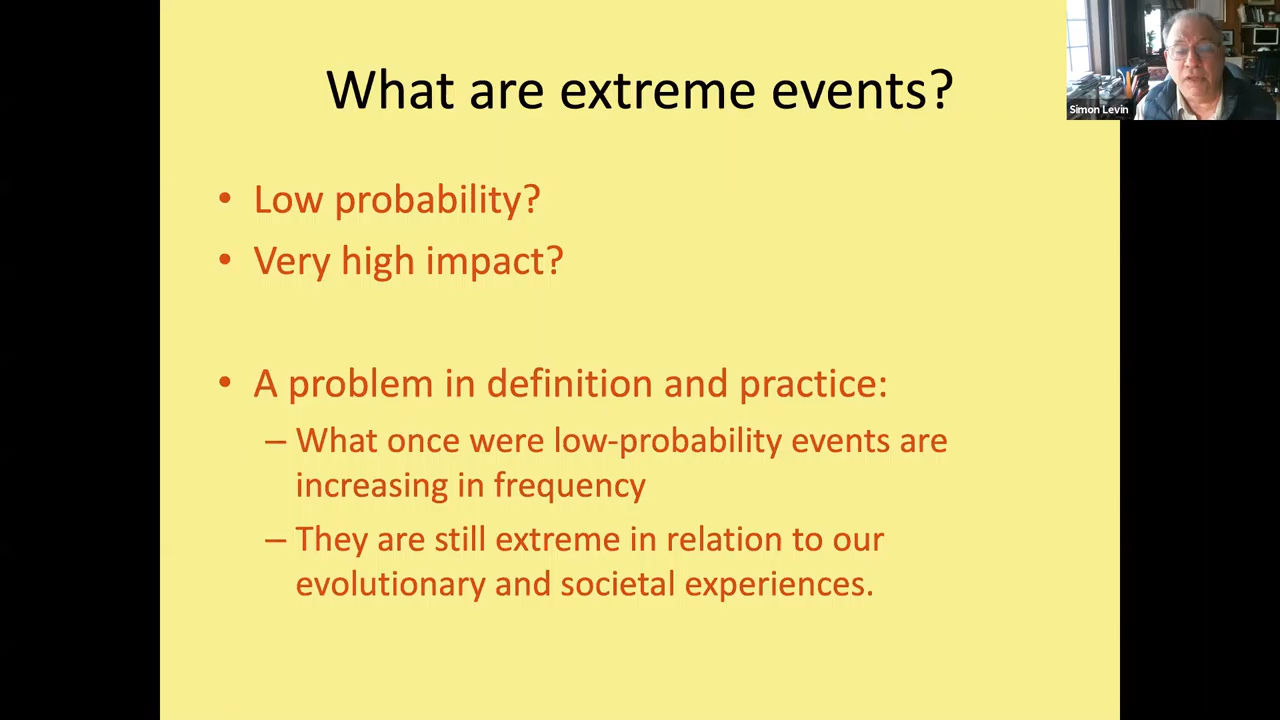 What are extreme events?
Simon Levin
• Low probability?
• Very high impact?
• A problem in definition and practice:
– What once were low-probability events are
increasing in frequency
– They are still extreme in relation to our
evolutionary and societal experiences.